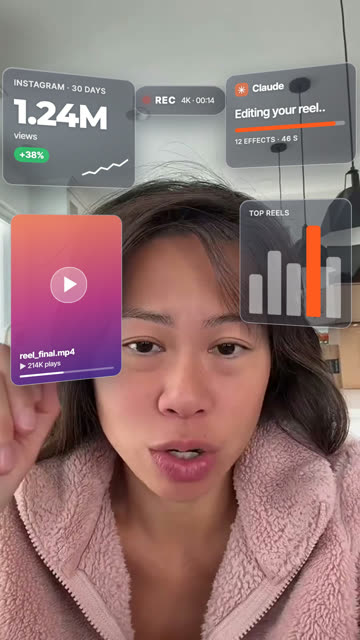 INSTAGRAM · 30 DAYS
1.24M
views
+38%
REC 4K · 00:14
Claude
Editing your reel..
12 EFFECTS · 46 S
TOP REELS
reel_final.mp4
▶ 214K plays